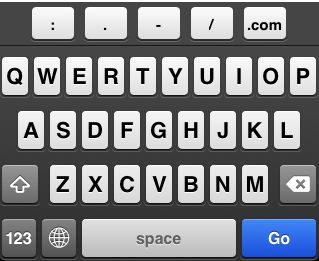 : . - / .com
Q W E R T Y U I O P
A S D F G H J K L
Z X C V B N M
123 space Go